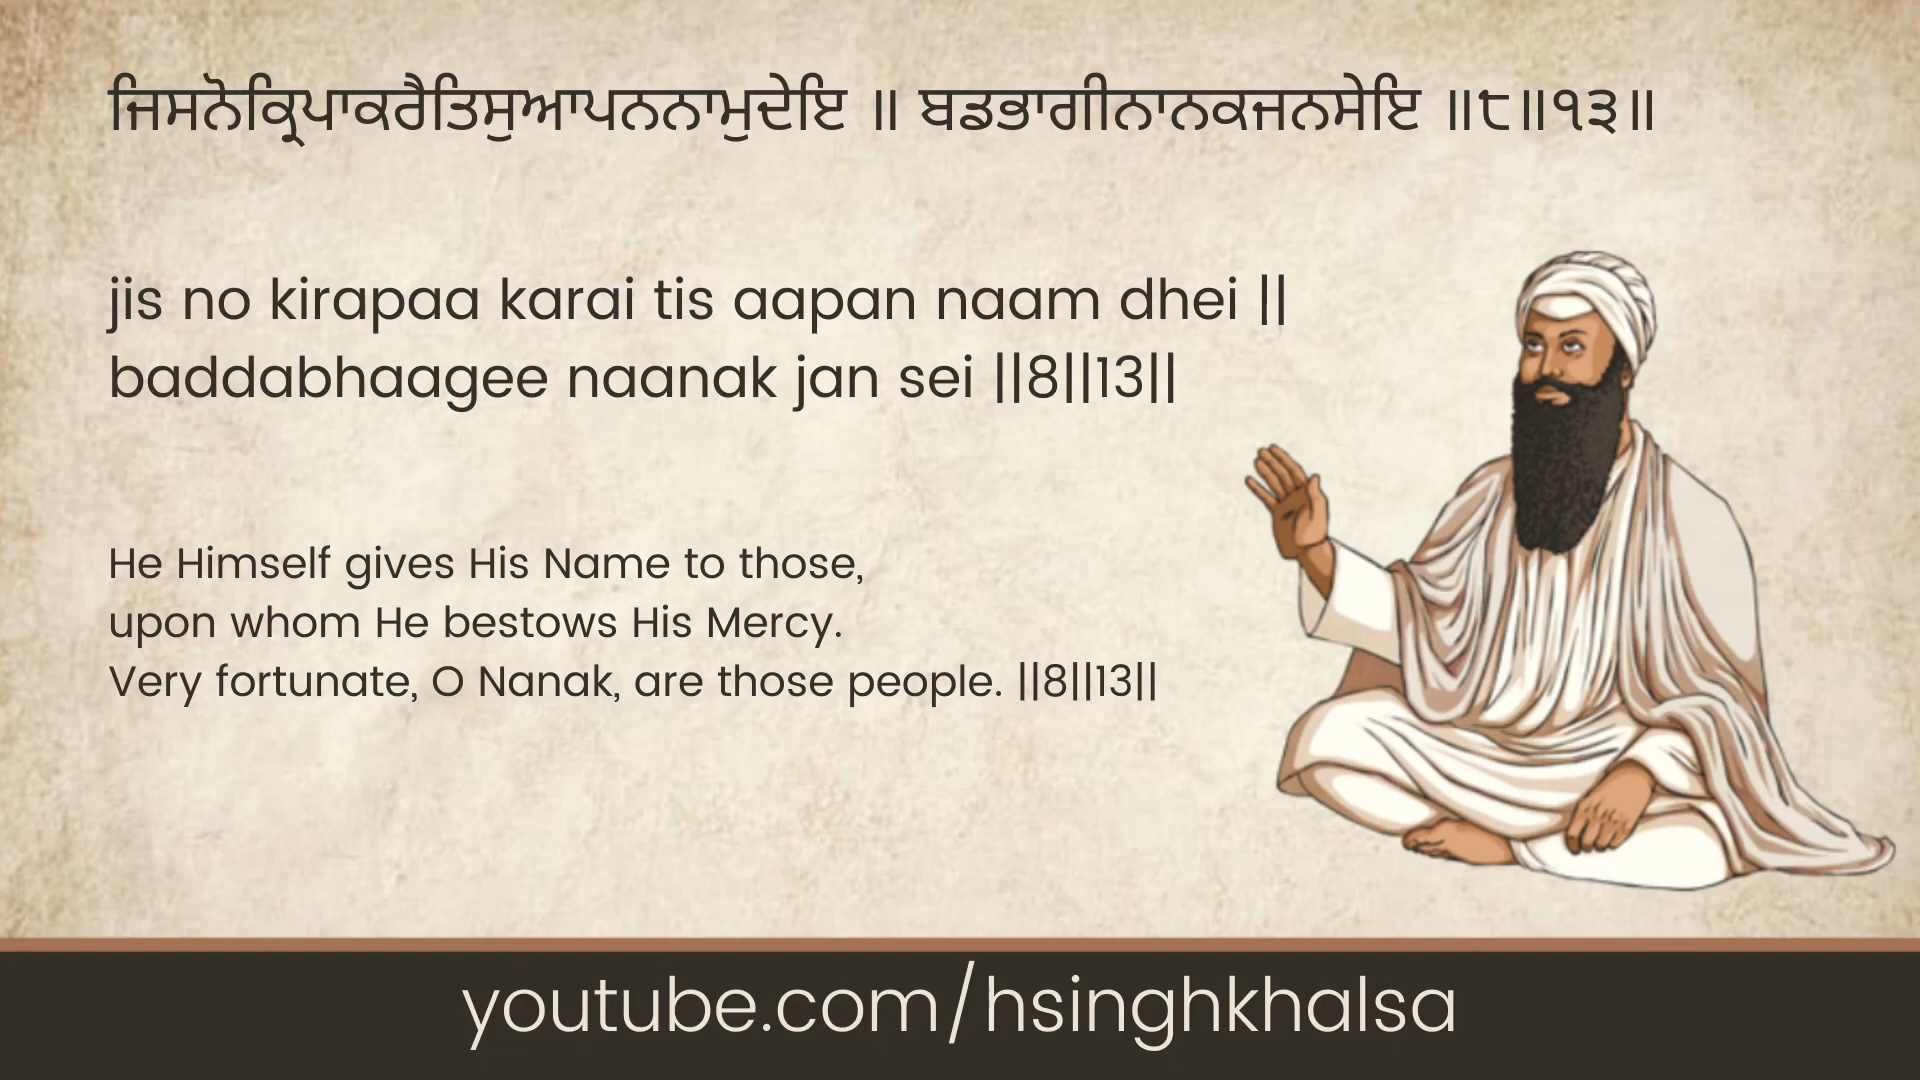 ਜਿਸਨੋਕ੍ਰਿਪਾਕਰੈਤਿਸੁਆਪਨਨਾਮੁਦੇਇ ॥ ਬਡਭਾਗੀਨਾਨਕਜਨਸੇਇ ॥੮॥੧੩॥
jis no kirapaa karai tis aapan naam dhei ||
baddabhaagee naanak jan sei ||8||13||
He Himself gives His Name to those,
upon whom He bestows His Mercy.
Very fortunate, O Nanak, are those people. ||8||13||
youtube.com/hsinghkhalsa